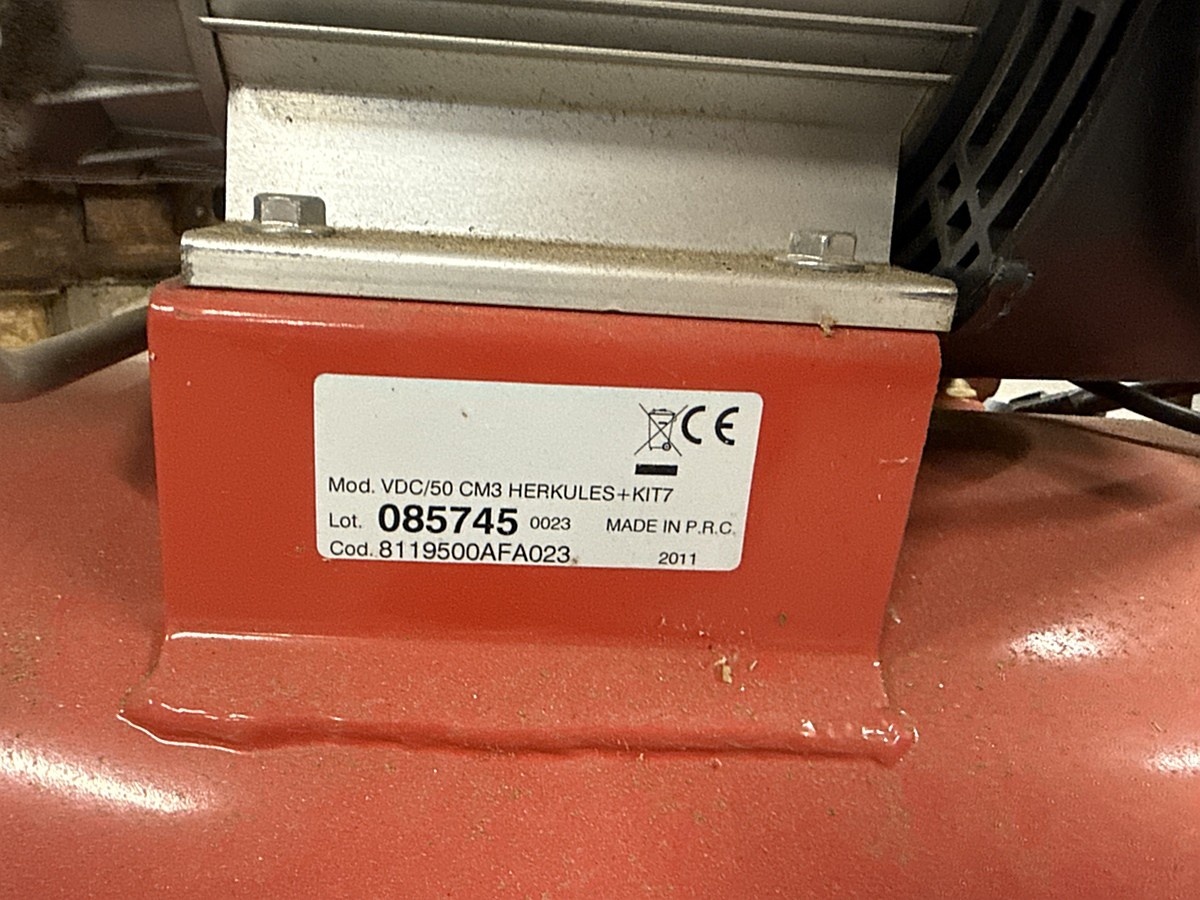 CE
Mod. VDC/50 CM3 HERKULES+KIT7
Lot. 085745 0023 MADE IN P.R.C.
Cod. 8119500AFA023 2011